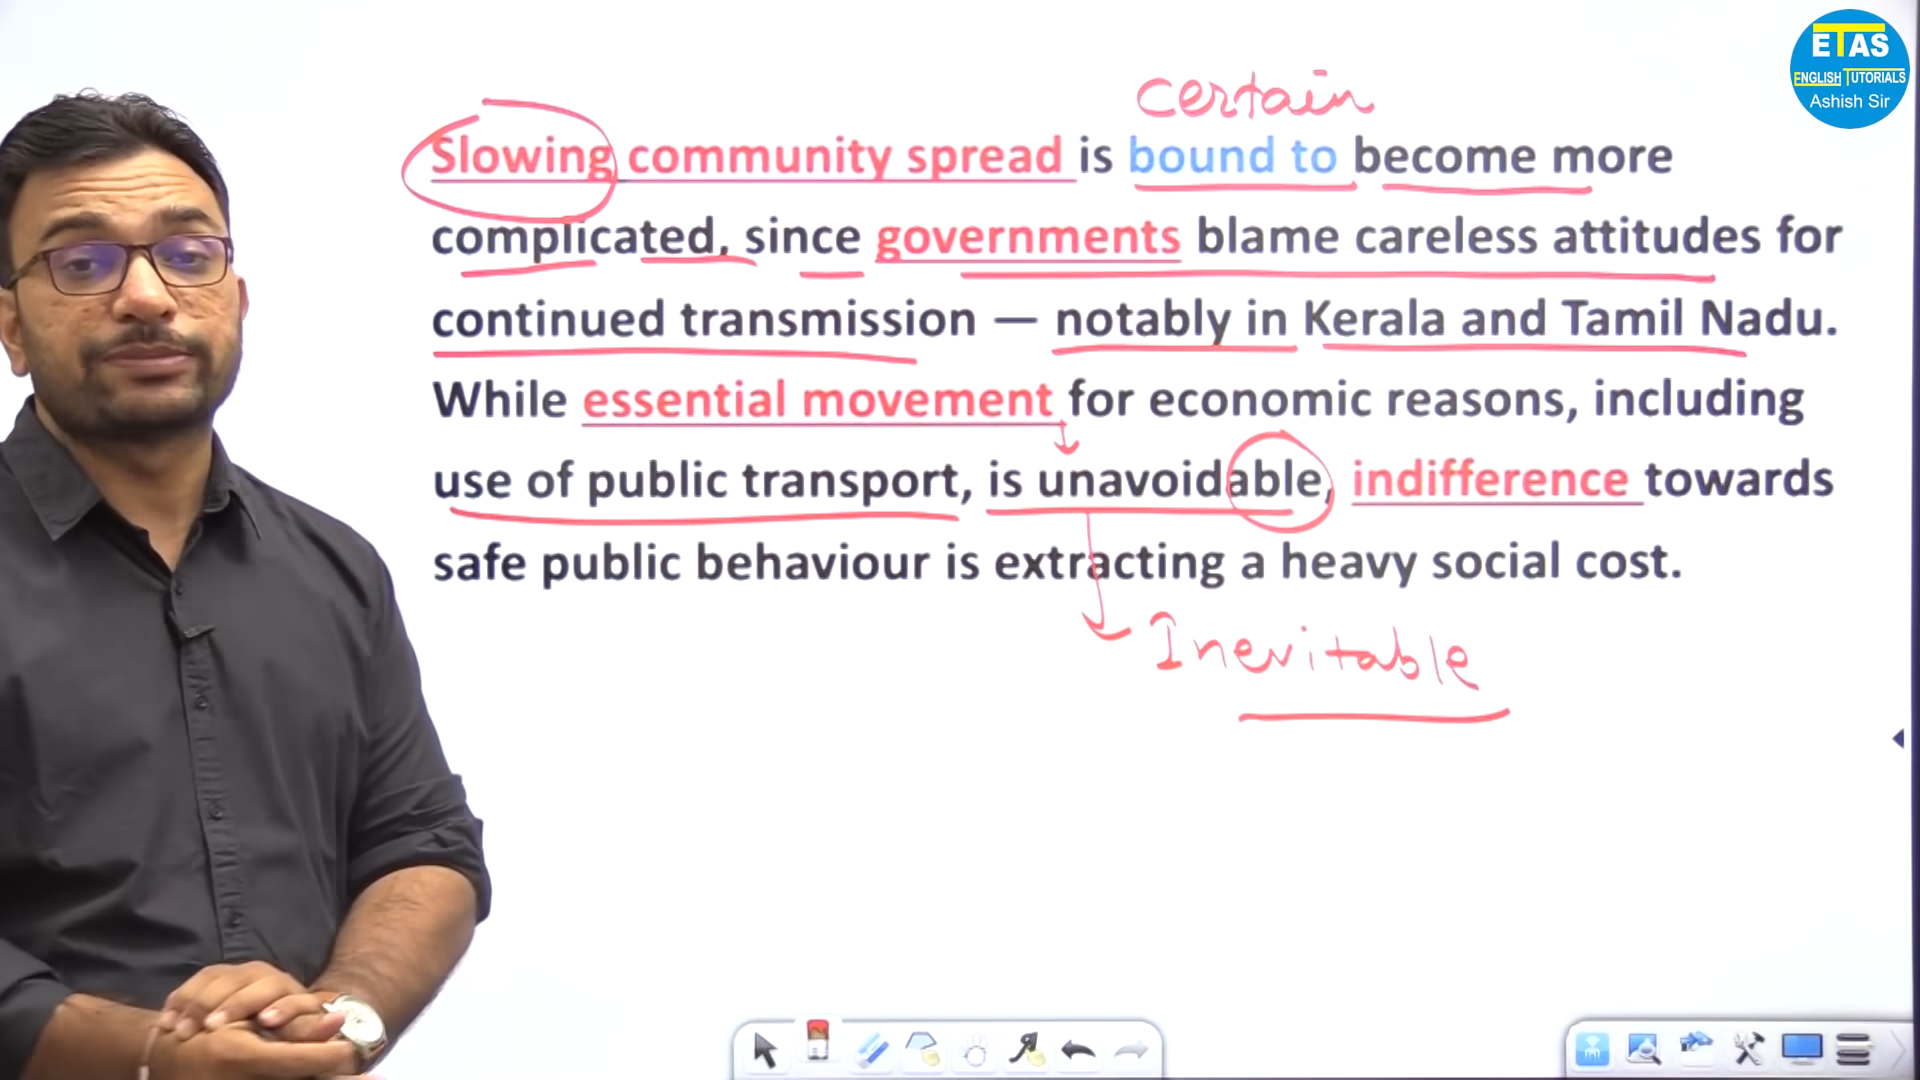 ETAS
ENGLISH TUTORIALS
Ashish Sir
certain
Slowing community spread is bound to become more
complicated, since governments blame careless attitudes for
continued transmission — notably in Kerala and Tamil Nadu.
While essential movement for economic reasons, including
use of public transport, is unavoidable, indifference towards
safe public behaviour is extracting a heavy social cost.
Inevitable